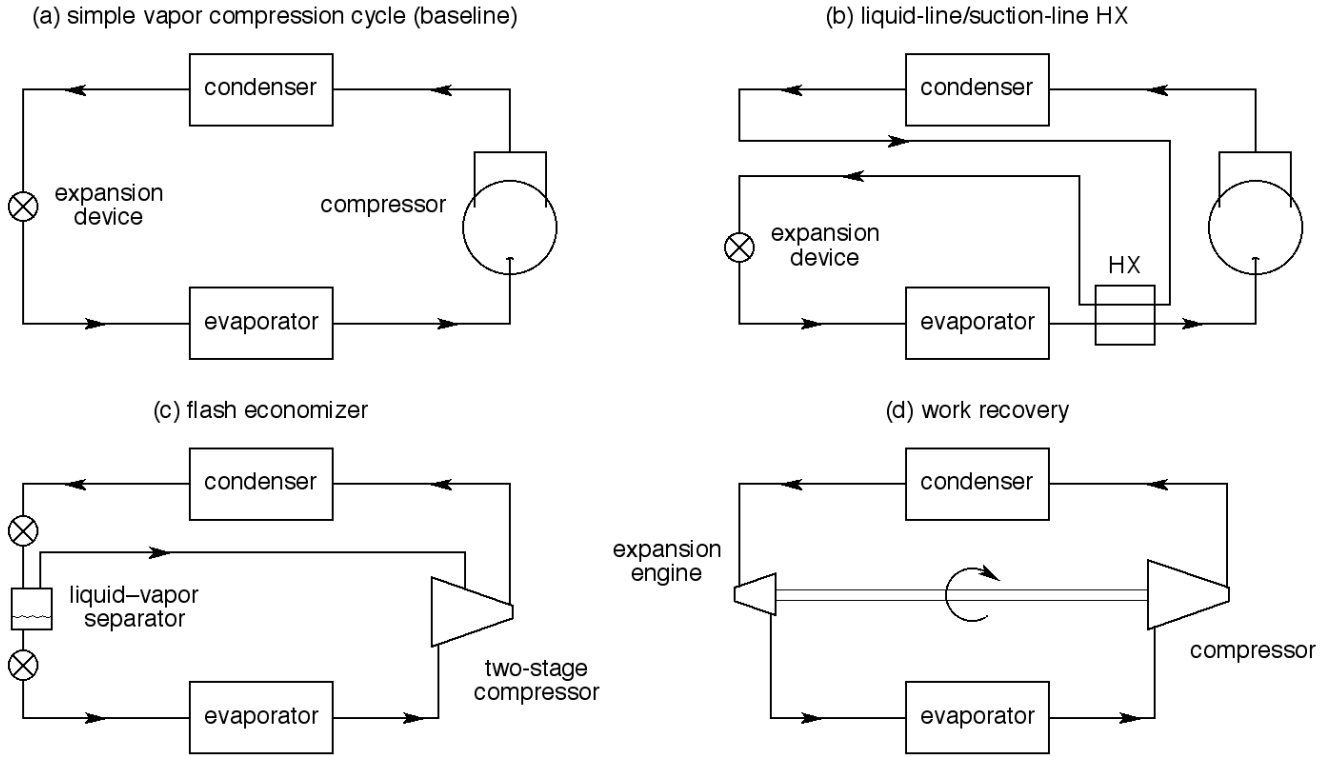 (a) simple vapor compression cycle (baseline)
condenser
expansion
device
compressor
evaporator
(b) liquid-line/suction-line HX
condenser
expansion
device
HX
evaporator
(c) flash economizer
condenser
liquid–vapor
separator
two-stage
compressor
evaporator
(d) work recovery
condenser
expansion
engine
compressor
evaporator